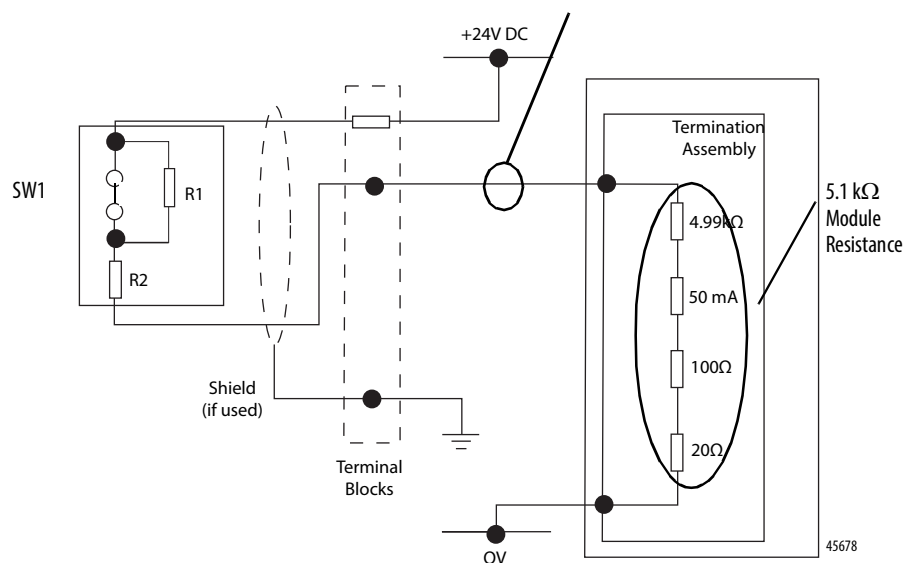 +24V DC
Termination
Assembly
SW1
R1
5.1 kΩ
Module
Resistance
4.99kΩ
R2
50 mA
100Ω
Shield
(if used)
20Ω
Terminal
Blocks
OV
45678